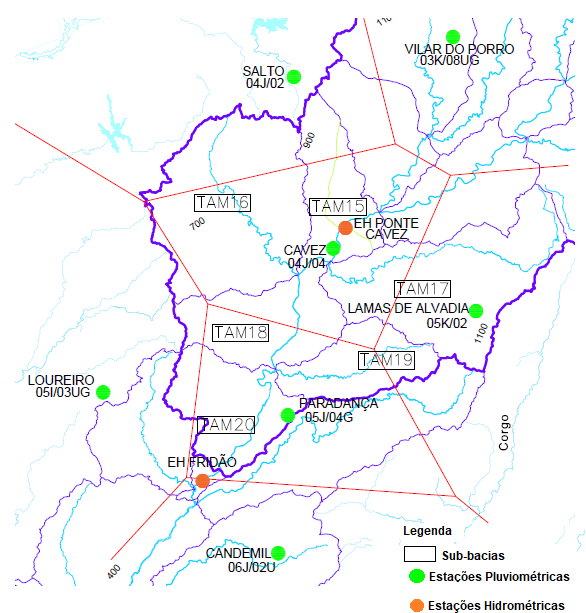 1100
VILAR DO PORRO
03K/08UG
SALTO
04J/02
900
TAM16
TAM15
700
EH PONTE
CAVEZ
CAVEZ
04J/04
TAM17
LAMAS DE ALVADIA
05K/02
1100
TAM18
TAM19
LOUREIRO
05I/03UG
PARADANÇA
05J/04G
TAM20
Corgo
EH FRIDÃO
400
CANDEMIL
06J/02U
Legenda
Sub-bacias
Estações Pluviométricas
Estações Hidrométricas